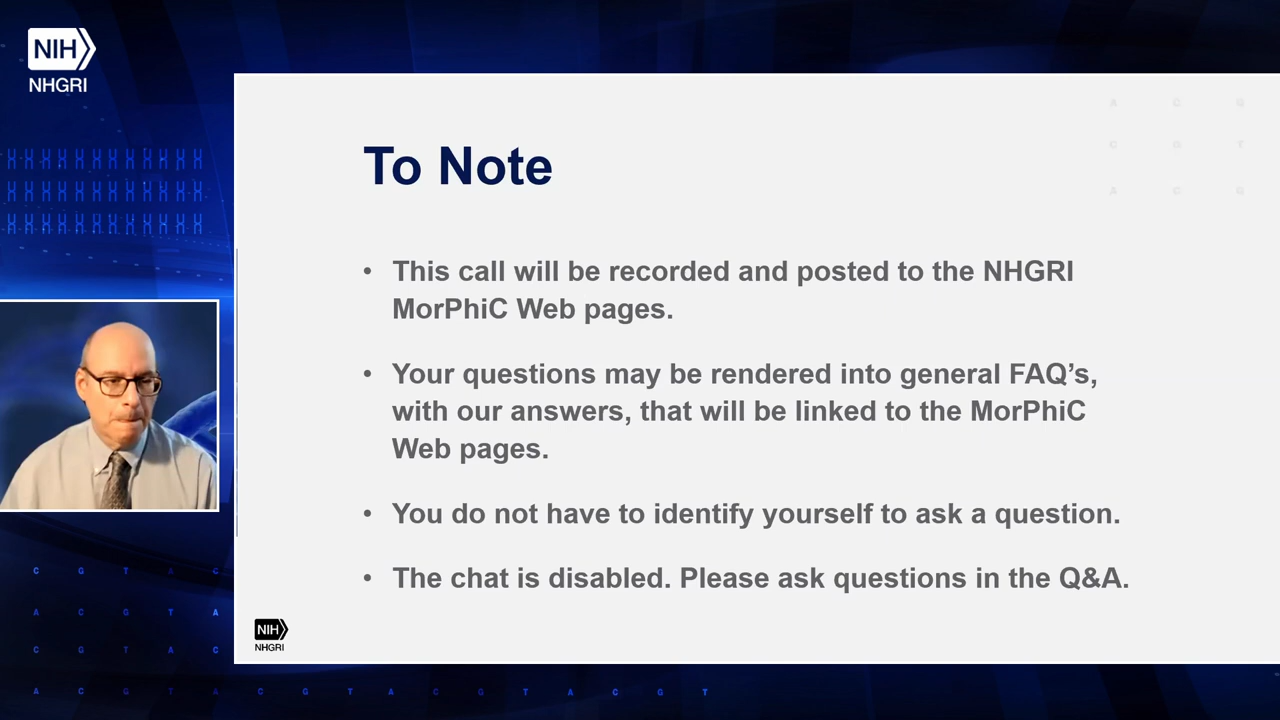 NIH
NHGRI
A C G
C G T
A C G
To Note
• This call will be recorded and posted to the NHGRI
MorPhiC Web pages.
• Your questions may be rendered into general FAQ’s,
with our answers, that will be linked to the MorPhiC
Web pages.
• You do not have to identify yourself to ask a question.
• The chat is disabled. Please ask questions in the Q&A.
NIH
NHGRI
C G T A C
A C G T A
C G T A C
A C G T A C G T A C G T A C G T